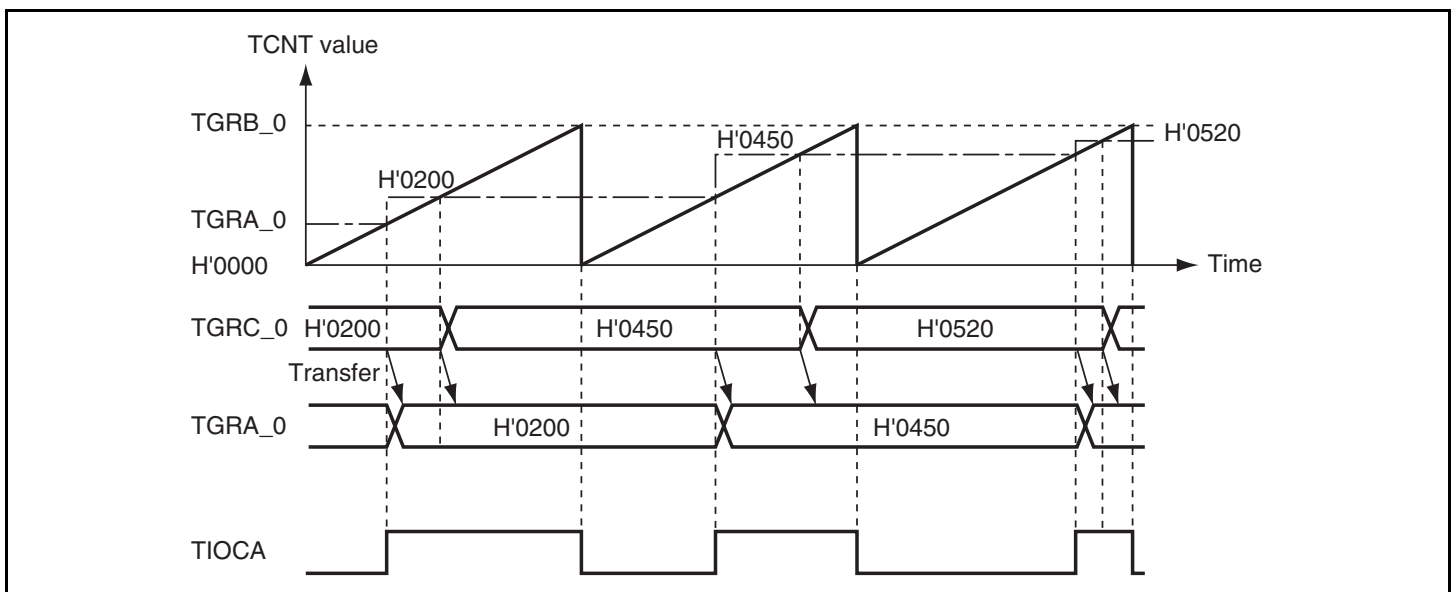 TCNT value
TGRB_0
H'0520
H'0450
H'0200
TGRA_0
H'0000
Time
TGRC_0 H'0200 H'0450 H'0520
Transfer
TGRA_0 H'0200 H'0450
TIOCA